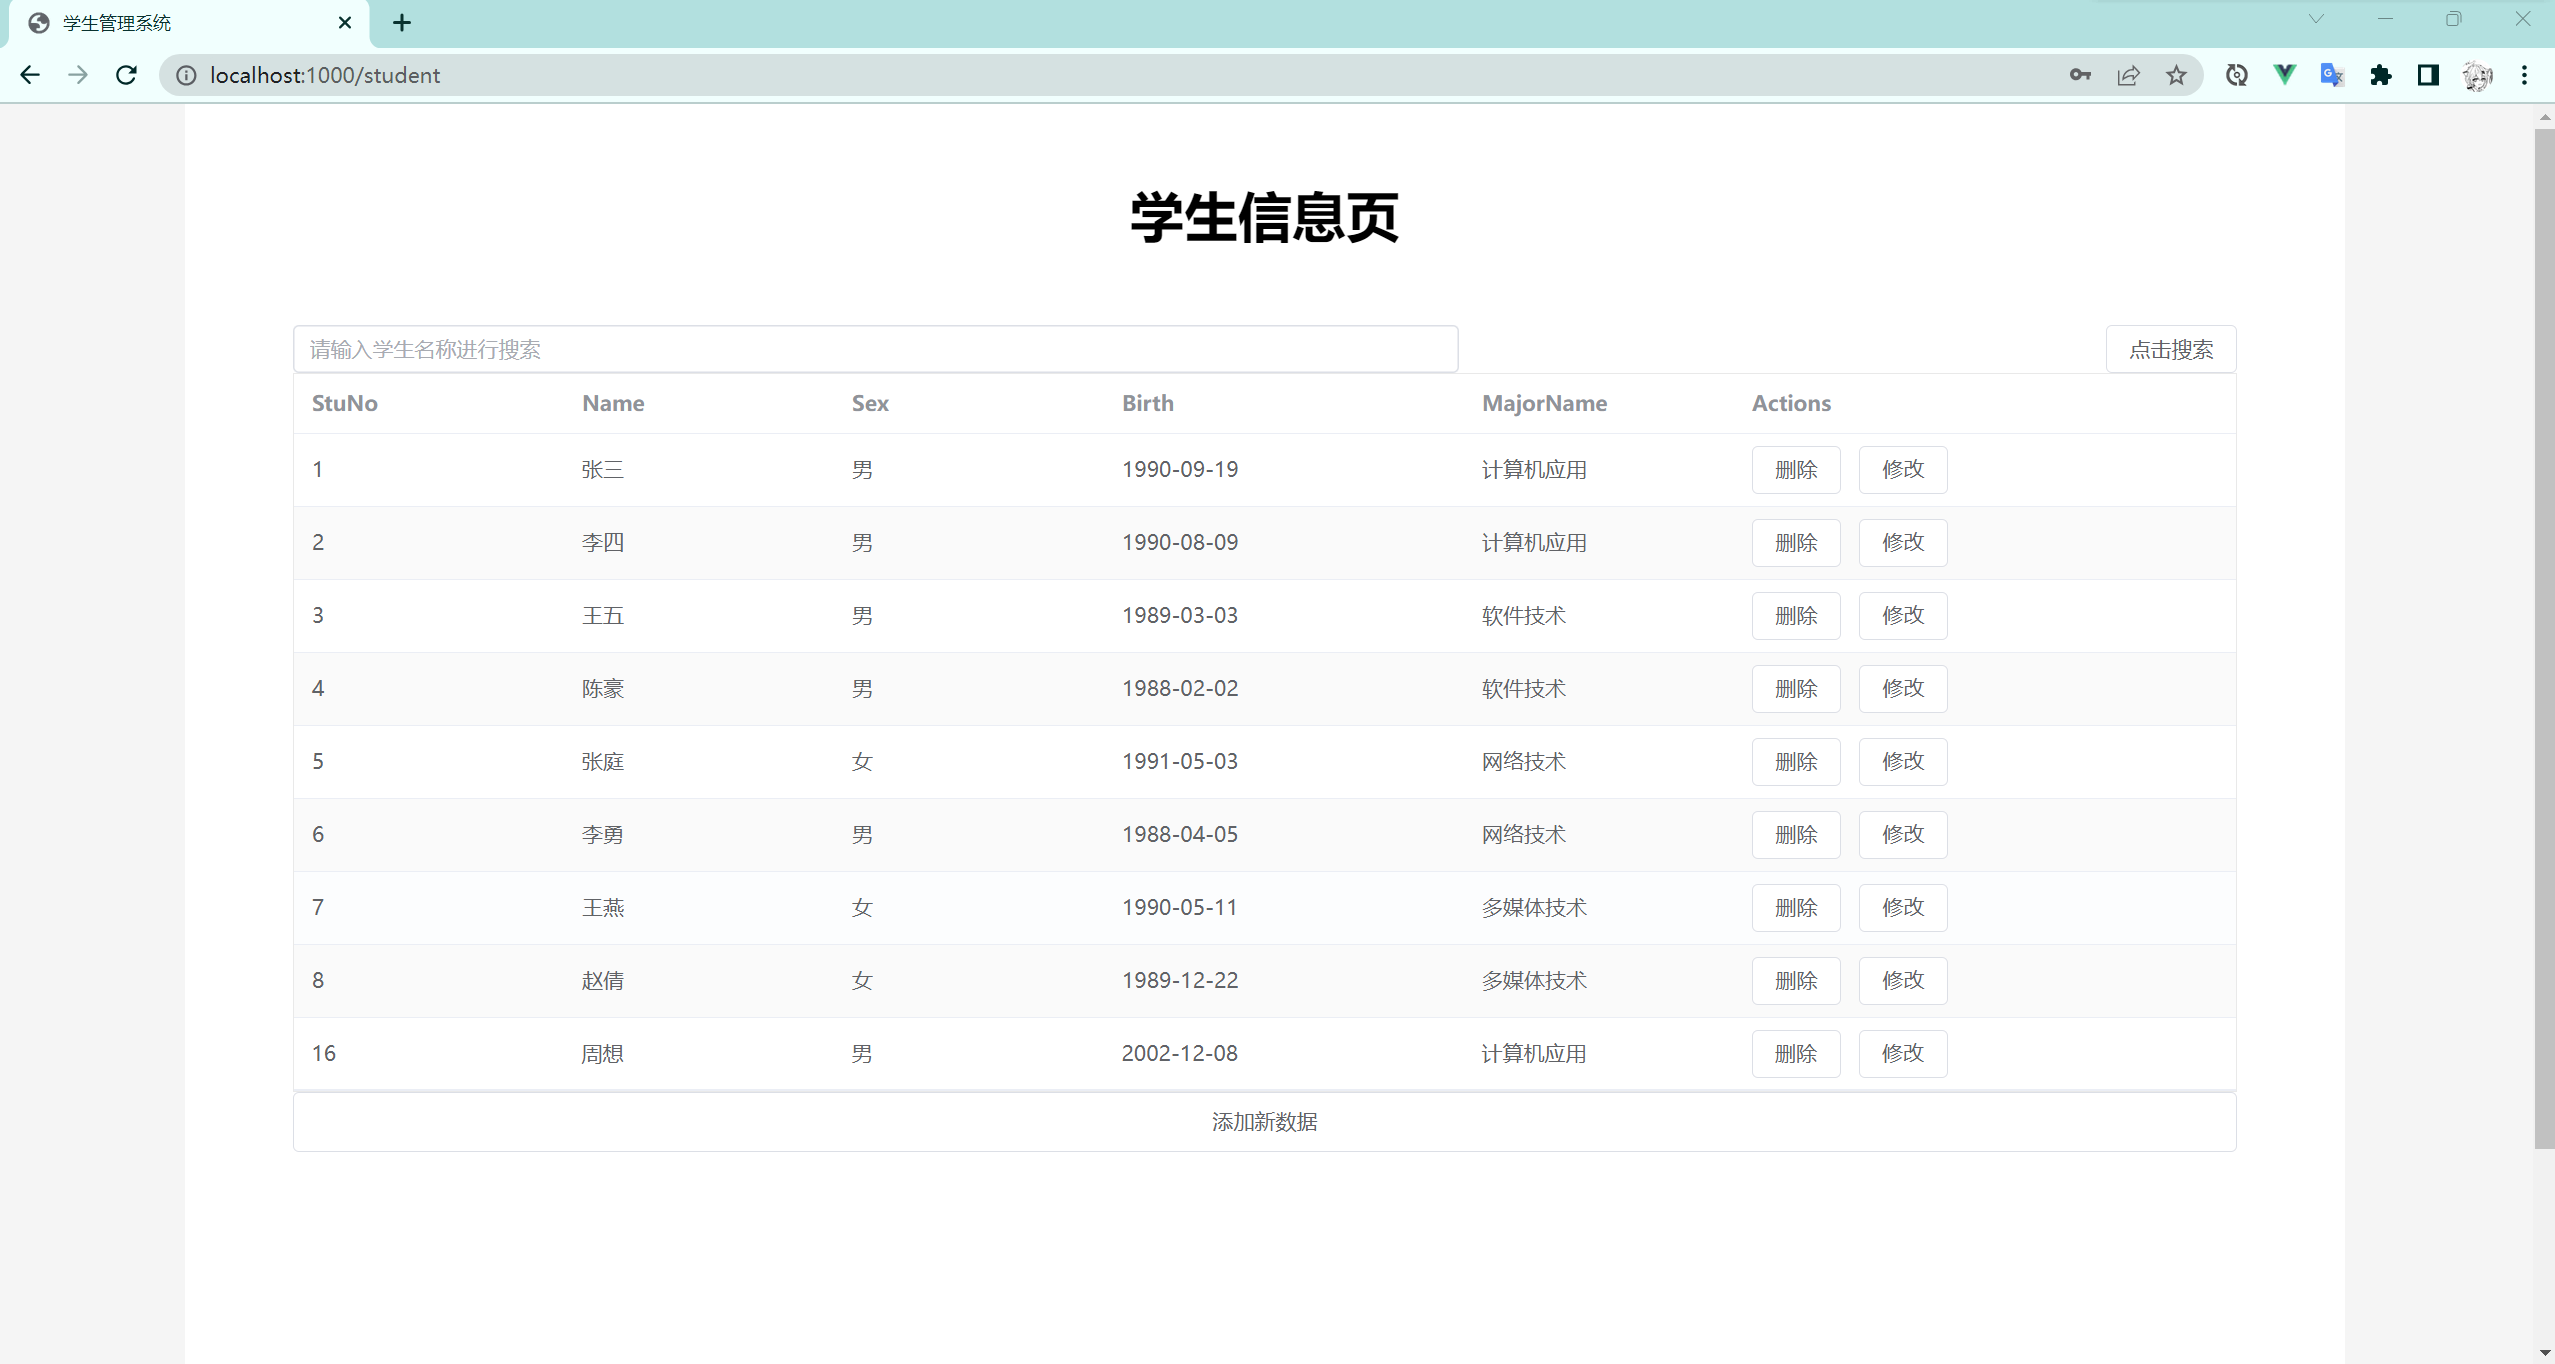 学生管理系统
localhost:1000/student
学生信息页
请输入学生名称进行搜索 点击搜索
StuNo Name Sex Birth MajorName Actions
1 张三 男 1990-09-19 计算机应用 删除 修改
2 李四 男 1990-08-09 计算机应用 删除 修改
3 王五 男 1989-03-03 软件技术 删除 修改
4 陈豪 男 1988-02-02 软件技术 删除 修改
5 张庭 女 1991-05-03 网络技术 删除 修改
6 李勇 男 1988-04-05 网络技术 删除 修改
7 王燕 女 1990-05-11 多媒体技术 删除 修改
8 赵倩 女 1989-12-22 多媒体技术 删除 修改
16 周想 男 2002-12-08 计算机应用 删除 修改
添加新数据